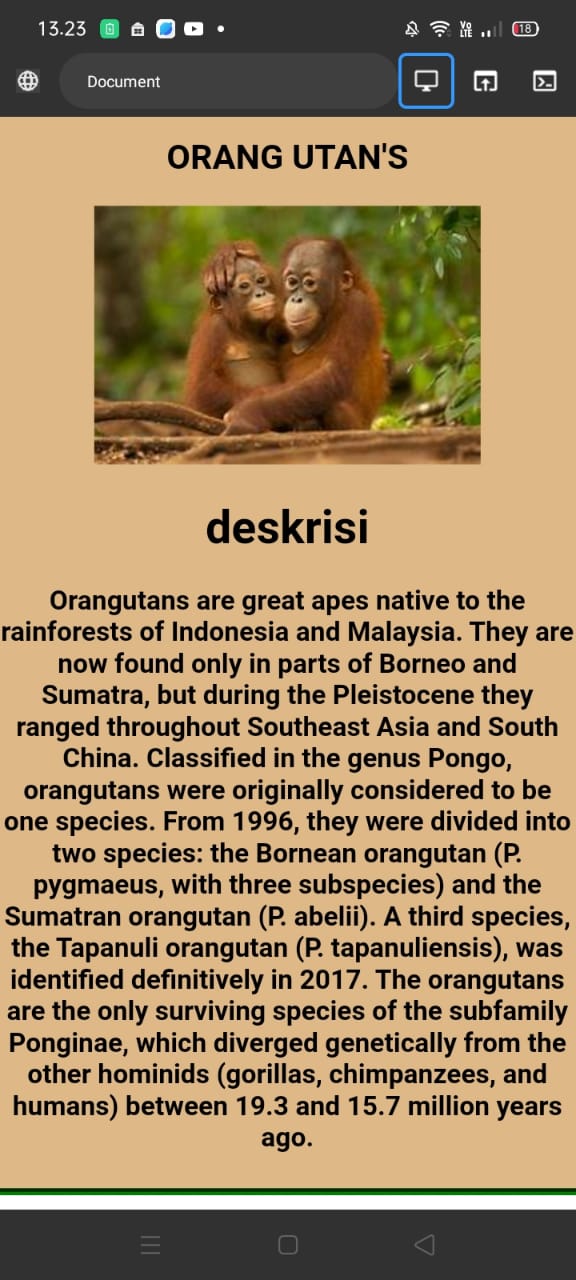 13.23
VO
LTE
18
Document
ORANG UTAN'S
deskrisi
Orangutans are great apes native to the
rainforests of Indonesia and Malaysia. They are
now found only in parts of Borneo and
Sumatra, but during the Pleistocene they
ranged throughout Southeast Asia and South
China. Classified in the genus Pongo,
orangutans were originally considered to be
one species. From 1996, they were divided into
two species: the Bornean orangutan (P.
pygmaeus, with three subspecies) and the
Sumatran orangutan (P. abelii). A third species,
the Tapanuli orangutan (P. tapanuliensis), was
identified definitively in 2017. The orangutans
are the only surviving species of the subfamily
Ponginae, which diverged genetically from the
other hominids (gorillas, chimpanzees, and
humans) between 19.3 and 15.7 million years
ago.